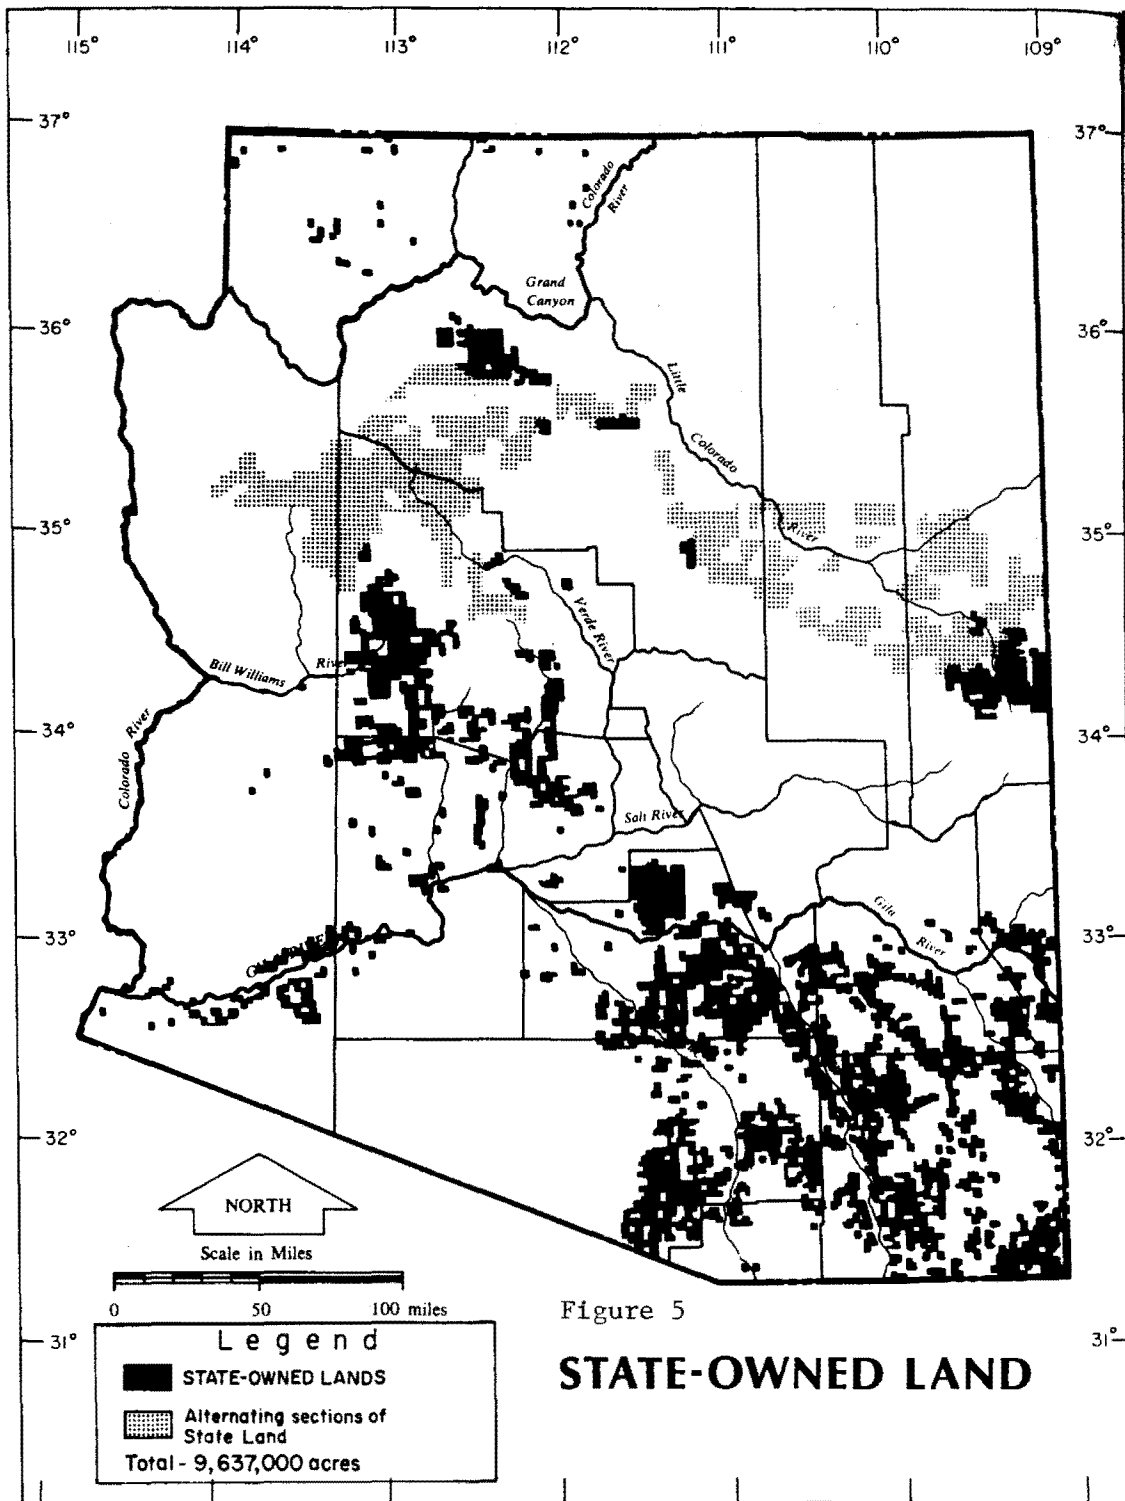 115° 114° 113° 112° 111° 110° 109°
37° 37°
Colorado
River
Grand
Canyon
36° 36°
Little
Colorado
River
35° 35°
Verde River
Bill Williams
River
34° 34°
Colorado River
Salt River
Gila
River
33° 33°
32° 32°
NORTH
Scale in Miles
0 50 100 miles
Figure 5
31° 31°
Legend
STATE-OWNED LANDS
Alternating sections of
State Land
Total - 9,637,000 acres
STATE-OWNED LAND